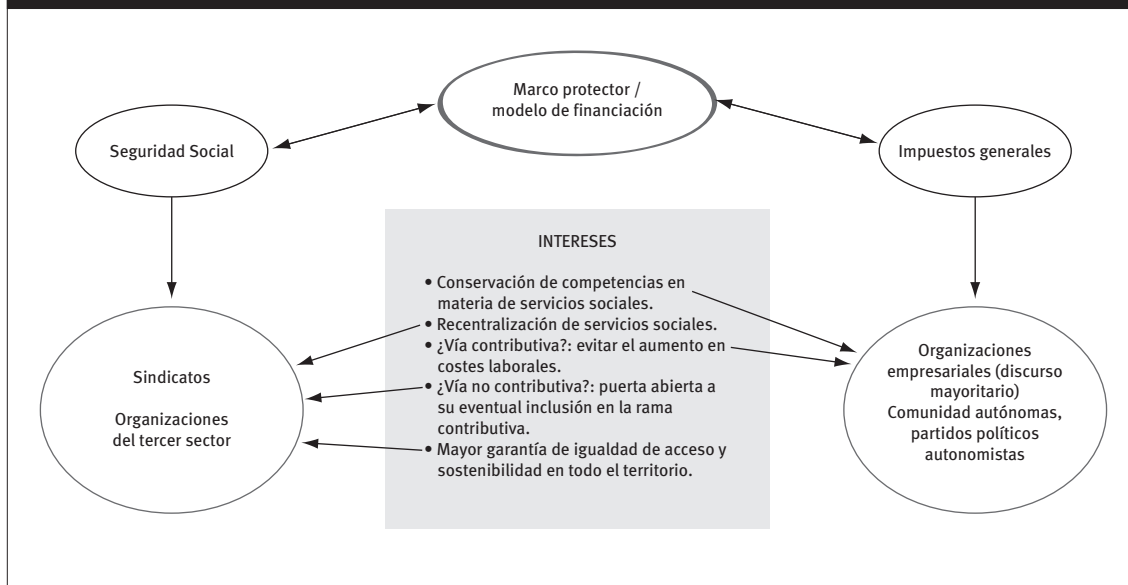 Marco protector /
modelo de financiación
Seguridad Social
Impuestos generales
INTERESES
• Conservación de competencias en
materia de servicios sociales.
• Recentralización de servicios sociales.
• ¿Vía contributiva?: evitar el aumento en
costes laborales.
• ¿Vía no contributiva?: puerta abierta a
su eventual inclusión en la rama
contributiva.
• Mayor garantía de igualdad de acceso y
sostenibilidad en todo el territorio.
Sindicatos
Organizaciones
del tercer sector
Organizaciones
empresariales (discurso
mayoritario)
Comunidad autónomas,
partidos políticos
autonomistas